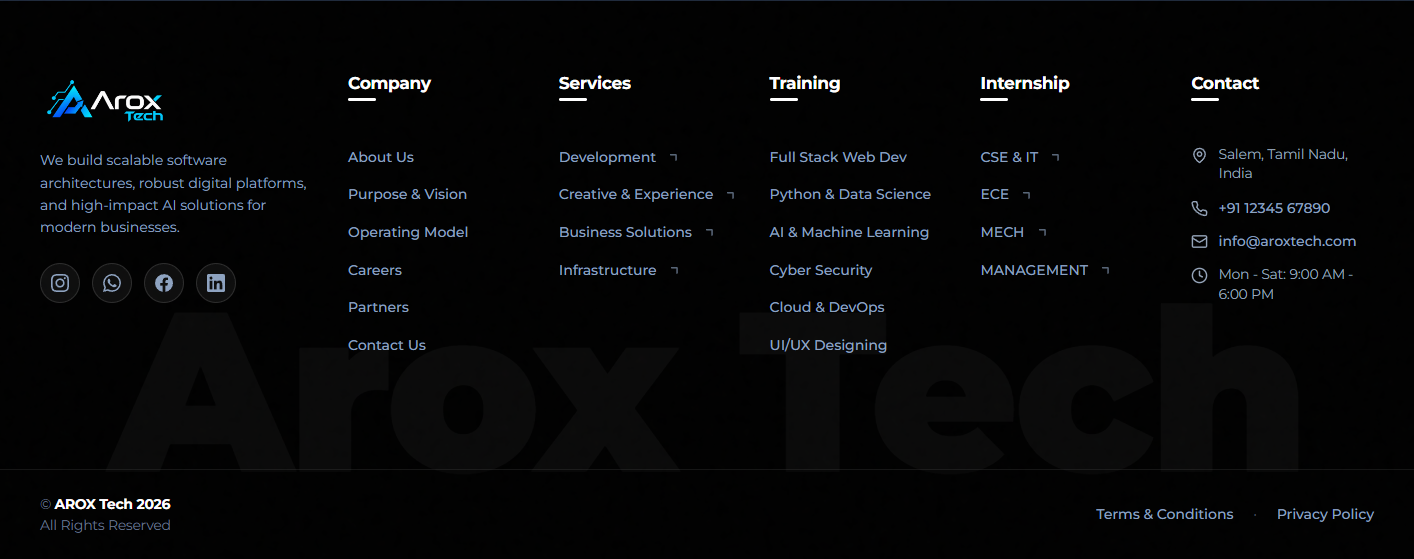 Arox
Tech
We build scalable software
architectures, robust digital platforms,
and high-impact AI solutions for
modern businesses.
Company
About Us
Purpose & Vision
Operating Model
Careers
Partners
Contact Us
Services
Development
Creative & Experience
Business Solutions
Infrastructure
Training
Full Stack Web Dev
Python & Data Science
AI & Machine Learning
Cyber Security
Cloud & DevOps
UI/UX Designing
Internship
CSE & IT
ECE
MECH
MANAGEMENT
Contact
Salem, Tamil Nadu,
India
+91 12345 67890
info@aroxtech.com
Mon - Sat: 9:00 AM -
6:00 PM
Arox Tech
© AROX Tech 2026
All Rights Reserved
Terms & Conditions · Privacy Policy